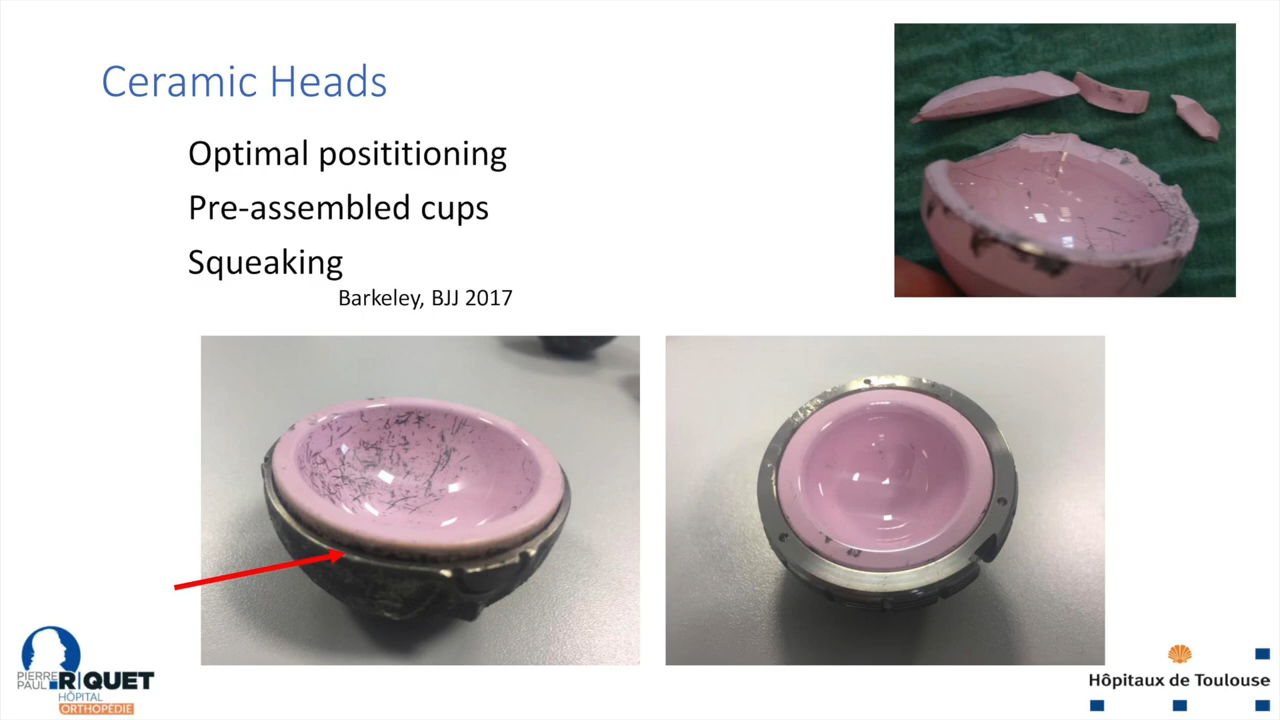 Ceramic Heads
Optimal posititioning
Pre-assembled cups
Squeaking
Barkeley, BJJ 2017
PIERRE
PAUL RIQUET
HÔPITAL
ORTHOPÉDIE
Hôpitaux de Toulouse